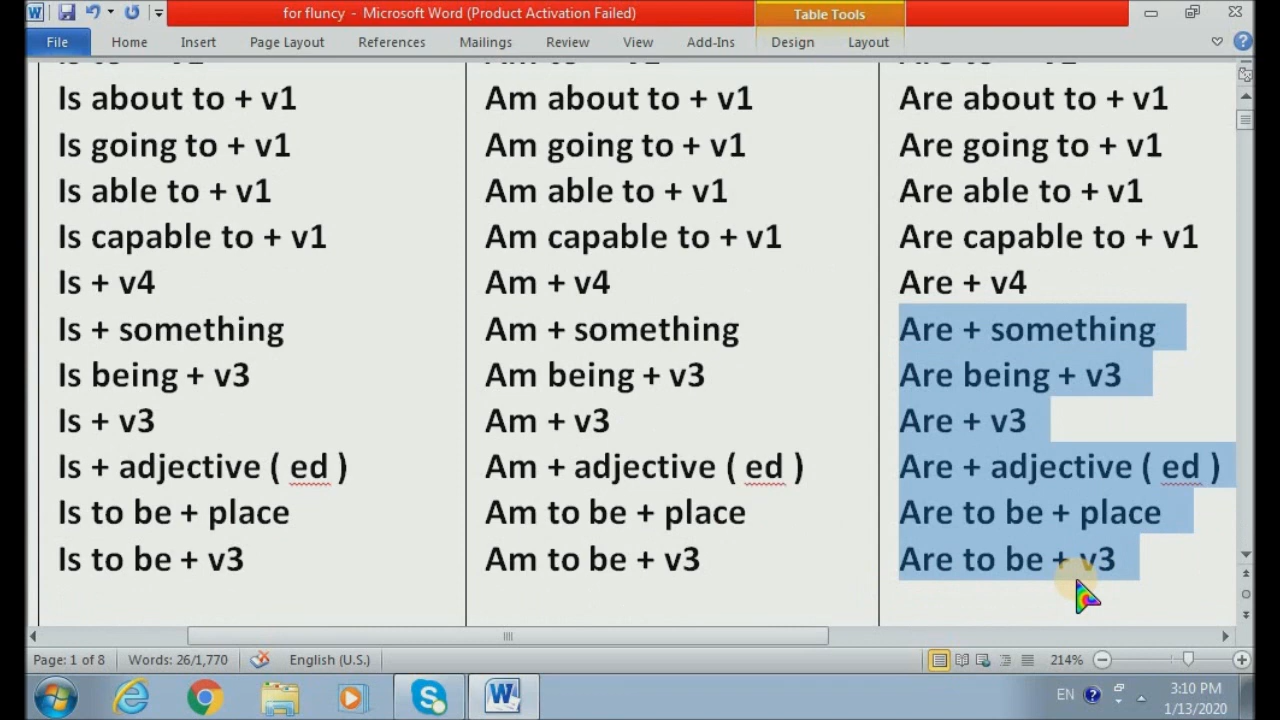 for fluncy - Microsoft Word (Product Activation Failed)
Table Tools
File Home Insert Page Layout References Mailings Review View Add-Ins Design Layout
Is about to + v1
Is going to + v1
Is able to + v1
Is capable to + v1
Is + v4
Is + something
Is being + v3
Is + v3
Is + adjective ( ed )
Is to be + place
Is to be + v3
Am about to + v1
Am going to + v1
Am able to + v1
Am capable to + v1
Am + v4
Am + something
Am being + v3
Am + v3
Am + adjective ( ed )
Am to be + place
Am to be + v3
Are about to + v1
Are going to + v1
Are able to + v1
Are capable to + v1
Are + v4
Are + something
Are being + v3
Are + v3
Are + adjective ( ed )
Are to be + place
Are to be + v3
Page: 1 of 8 Words: 26/1,770 English (U.S.) 214%
EN 3:10 PM
1/13/2020